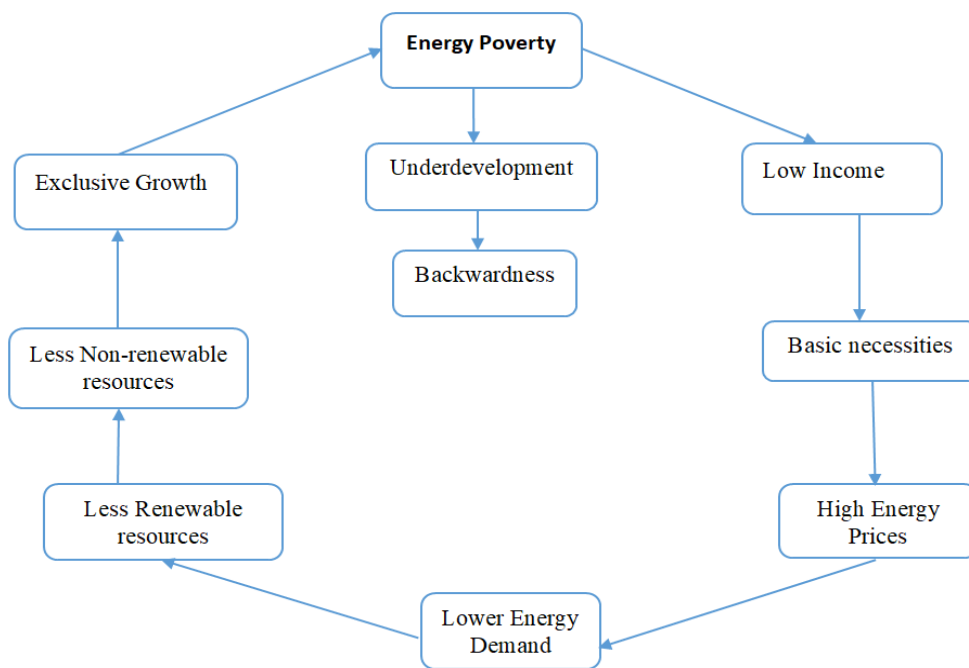 Energy Poverty
Exclusive Growth
Underdevelopment
Low Income
Backwardness
Less Non-renewable
resources
Basic necessities
Less Renewable
resources
High Energy
Prices
Lower Energy
Demand